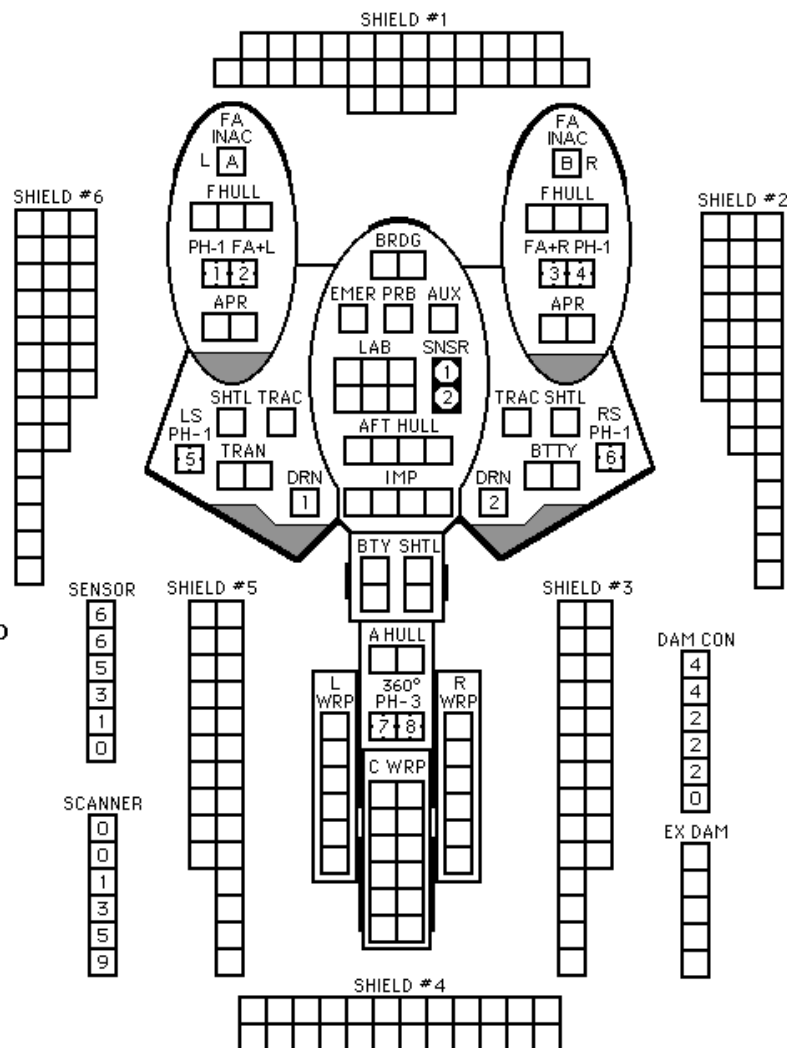 SHIELD #1
FA
INAC
L A
FA
INAC
B R
F HULL
F HULL
SHIELD #6
SHIELD #2
PH-1 FA+L
1 2
FA+R PH-1
3 4
BRDG
APR
APR
EMER PRB AUX
LAB
SNSR
1
2
SHTL TRAC
TRAC SHTL
LS
PH-1
5
RS
PH-1
6
AFT HULL
TRAN
BTTY
DRN
1
IMP
DRN
2
BTY SHTL
SENSOR
6
6
5
3
1
0
SHIELD #5
SHIELD #3
DAM CON
4
4
2
2
2
0
A HULL
360°
PH-3
7 8
L
WRP
R
WRP
C WRP
SCANNER
0
0
1
3
5
9
EX DAM
SHIELD #4